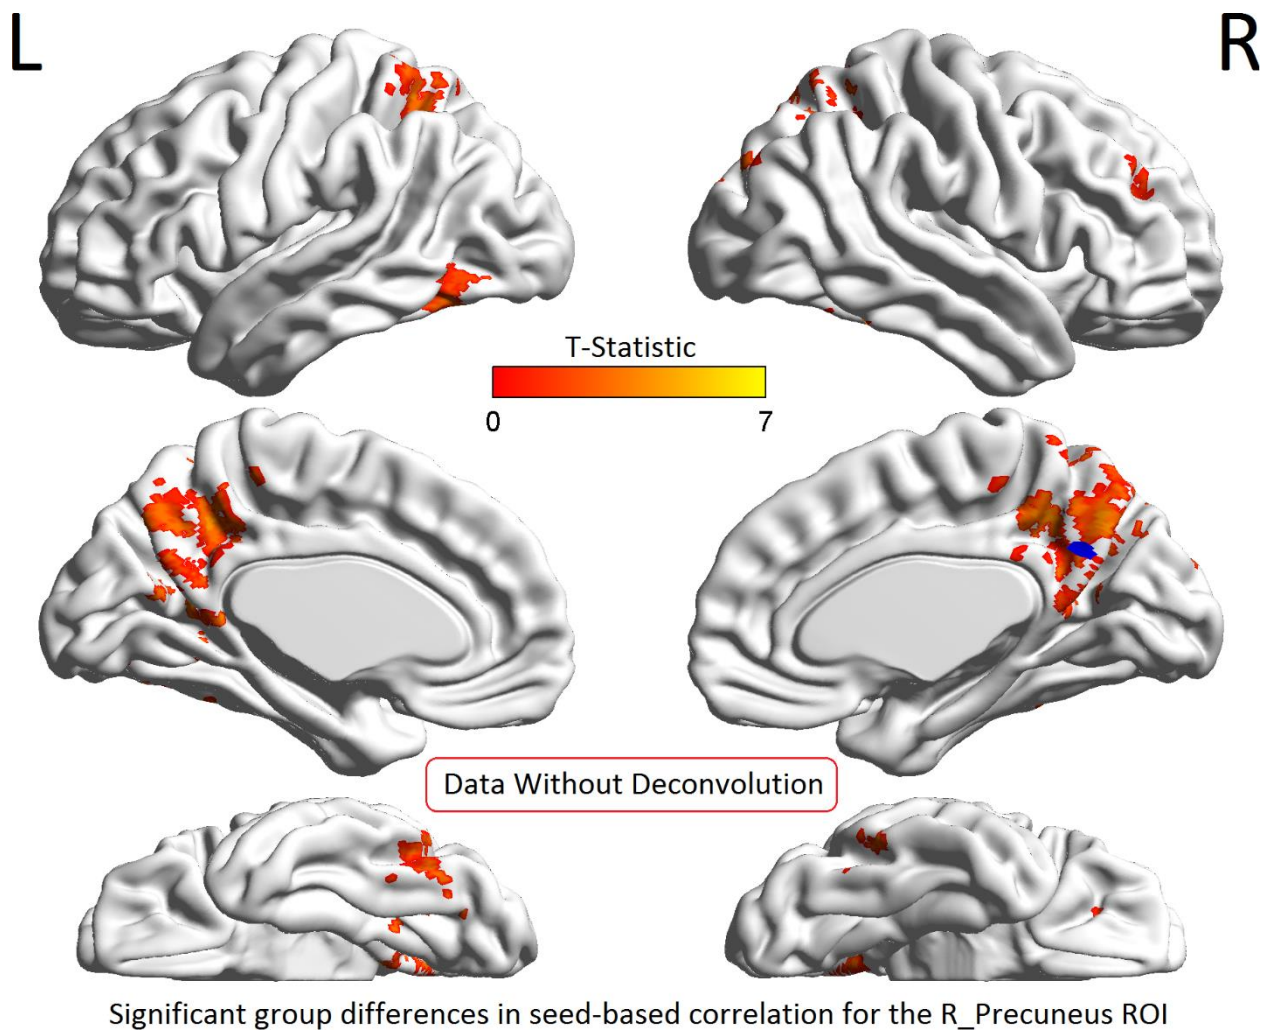 L
R
T-Statistic
0 7
Data Without Deconvolution
Significant group differences in seed-based correlation for the R_Precuneus ROI